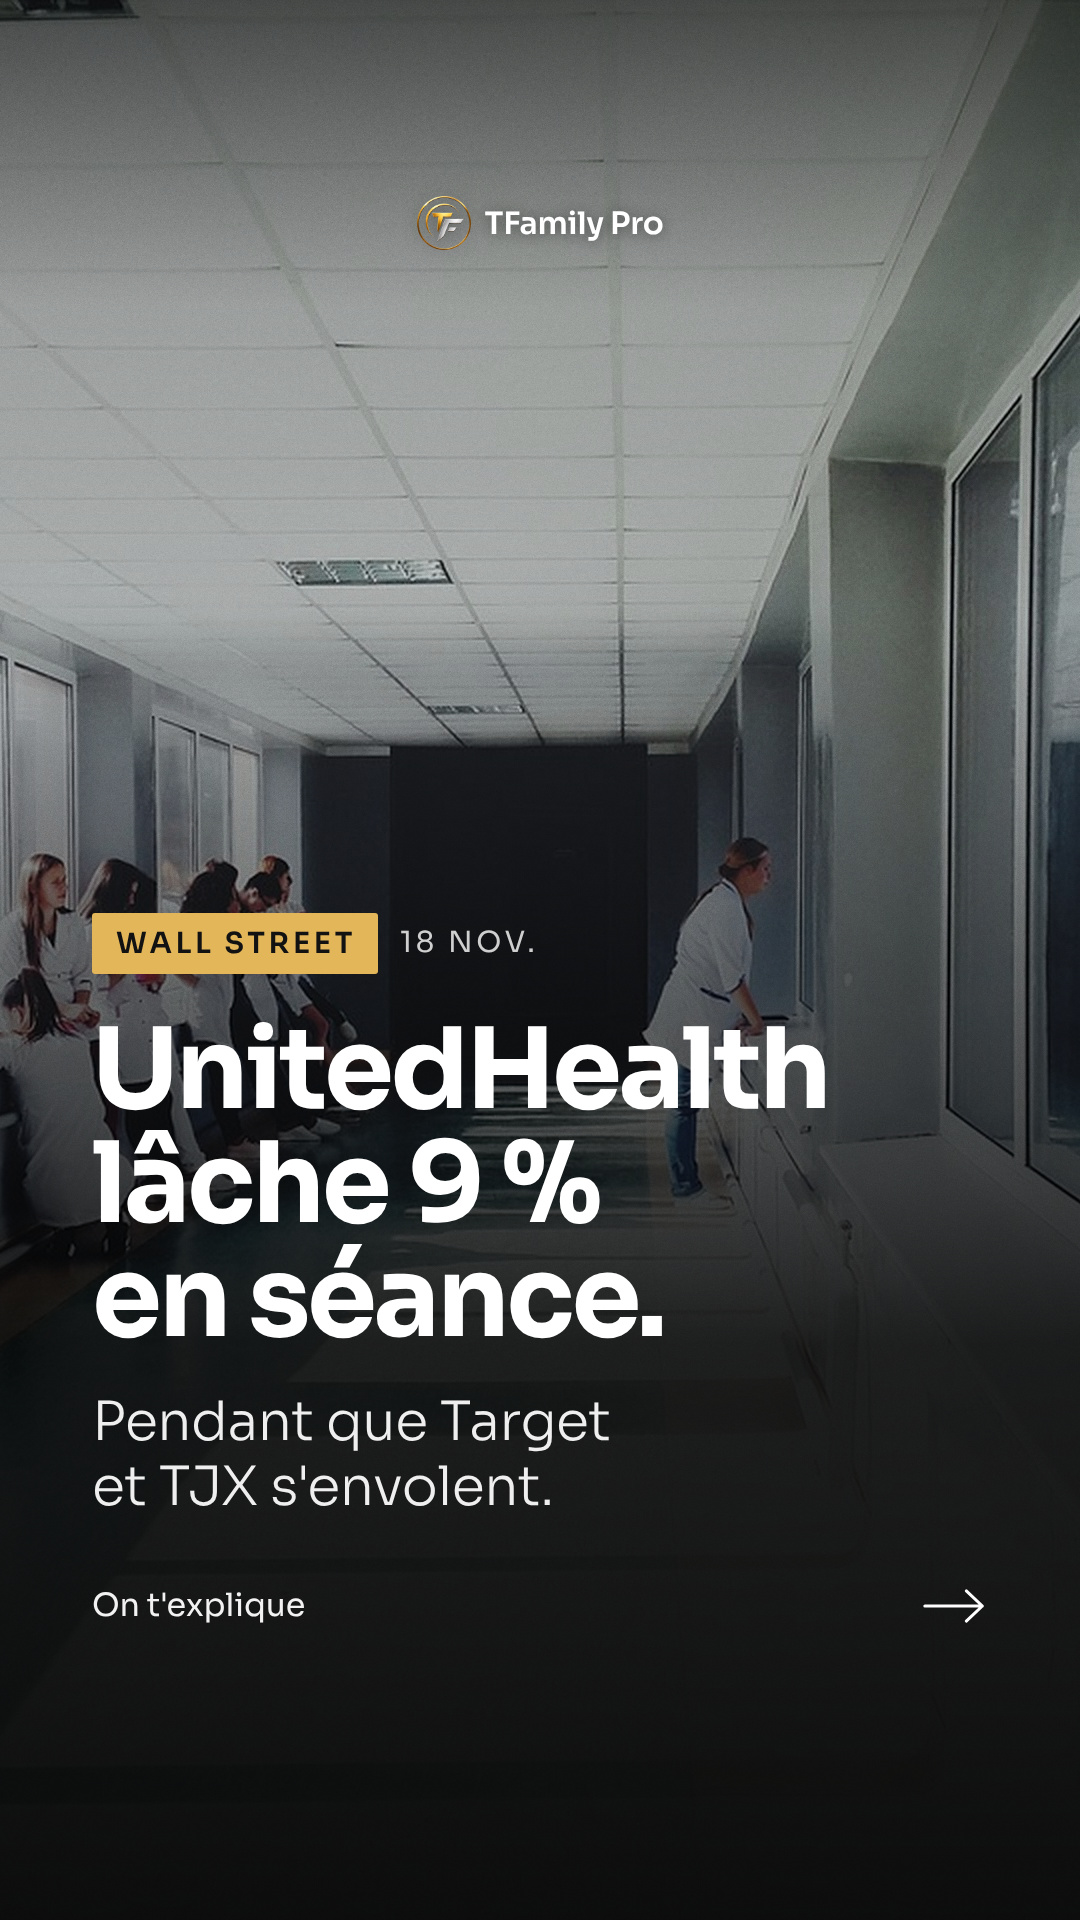 TFamily Pro
WALL STREET 18 NOV.
UnitedHealth
lâche 9 %
en séance.
Pendant que Target
et TJX s'envolent.
On t'explique